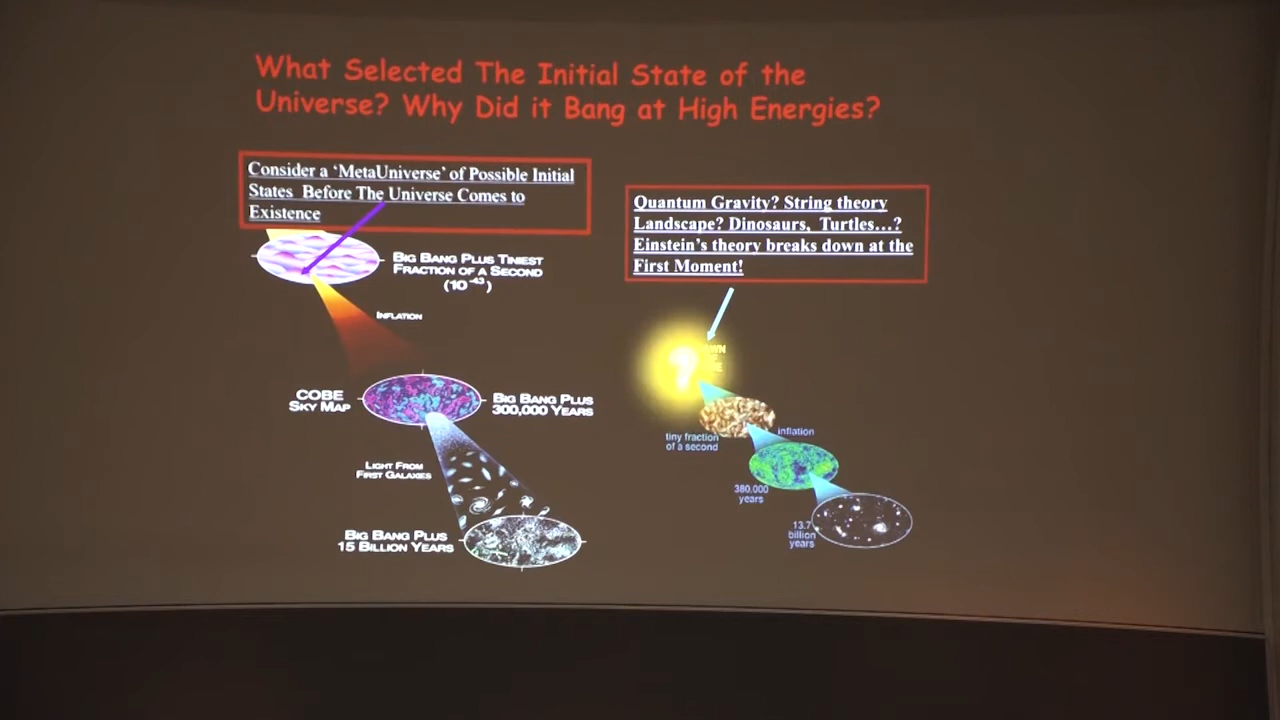 What Selected The Initial State of the
Universe? Why Did it Bang at High Energies?
Consider a 'MetaUniverse' of Possible Initial
States Before The Universe Comes to
Existence
BIG BANG PLUS TINIEST
FRACTION OF A SECOND
(10⁻⁴³)
INFLATION
COBE
SKY MAP
BIG BANG PLUS
300,000 YEARS
LIGHT FROM
FIRST GALAXIES
BIG BANG PLUS
15 BILLION YEARS
Quantum Gravity? String theory
Landscape? Dinosaurs, Turtles...?
Einstein's theory breaks down at the
First Moment!
?
tiny fraction
of a second
inflation
380,000
years
13.7
billion
years